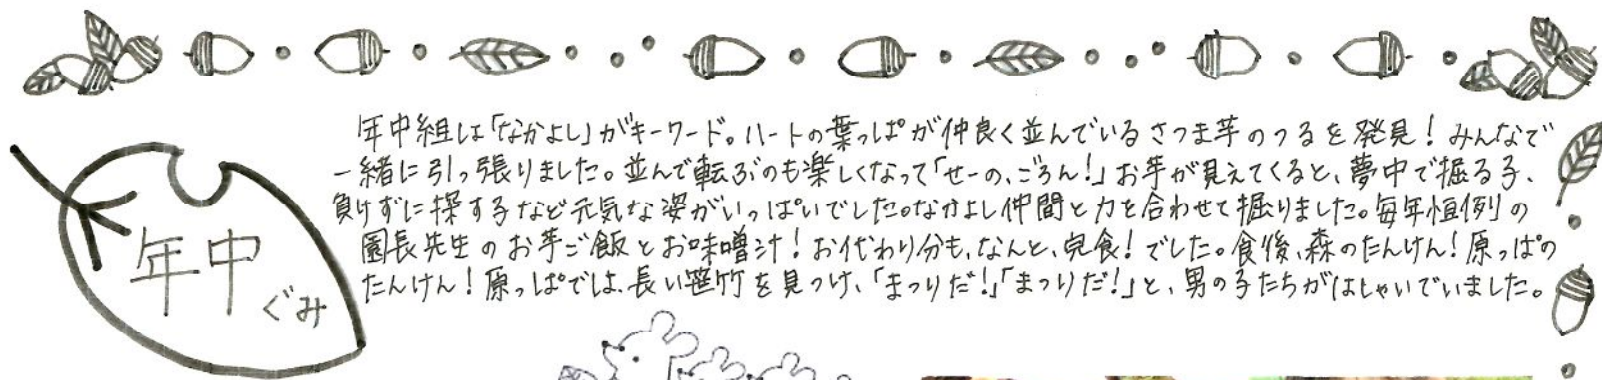 年中組は「なかよし」がキーワード。ハートの葉っぱが仲良く並んでいるさつま芋のつるを発見！みんなで
一緒に引っ張りました。並んで転ぶのも楽しくなって「せーの、ごろん！」お芋が見えてくると、夢中で掘る子、
負けずに探す子など元気な姿がいっぱいでした。なかよし仲間と力を合わせて掘りました。毎年恒例の
園長先生のお芋ご飯とお味噌汁！お代わり分も、なんと、完食！でした。食後、森のたんけん！原っぱの
たんけん！原っぱでは、長い笹竹を見つけ、「まつりだ！」「まつりだ！」と、男の子たちがはしゃいでいました。
年中
ぐみ